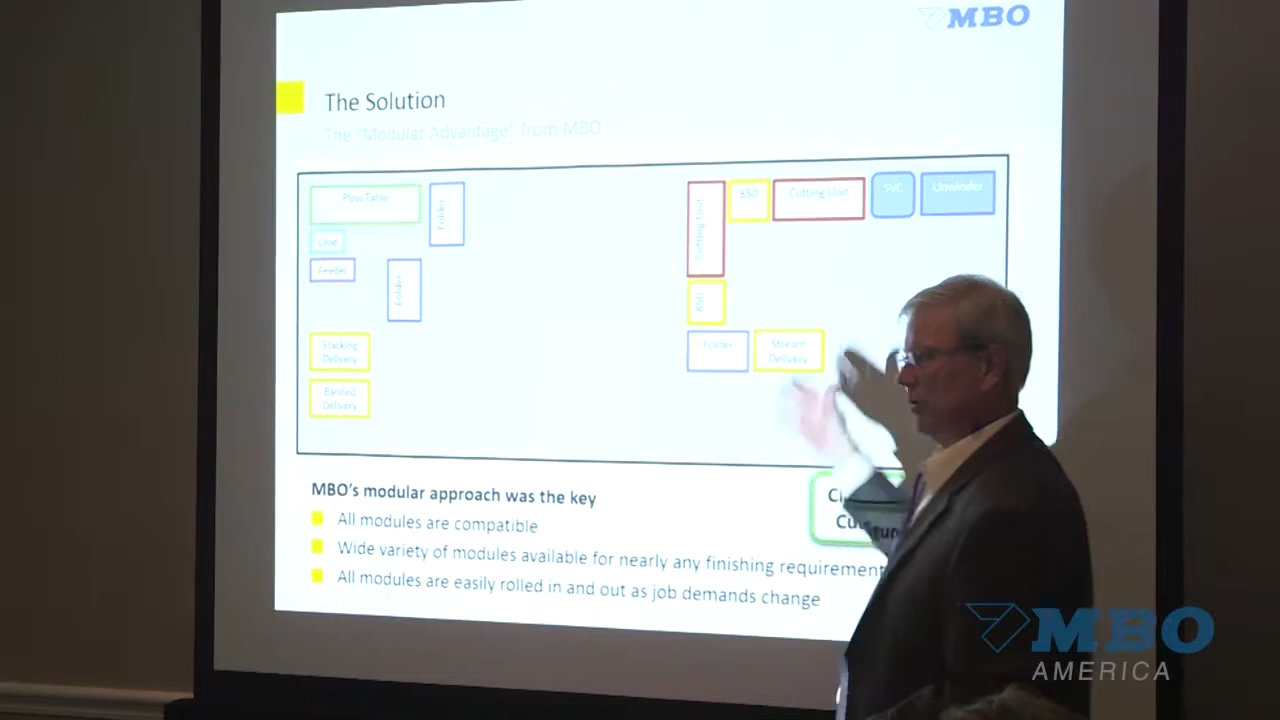 MBO
The Solution
The "Modular Advantage" from MBO
Plow Table
Folder
Glue
Feeder
Folder
Stacking
Delivery
Banded
Delivery
Cutting Unit
850
Cutting Unit
SVC
Unwinder
850
Folder
Stream
Delivery
MBO's modular approach was the key
All modules are compatible
Wide variety of modules available for nearly any finishing requirement
All modules are easily rolled in and out as job demands change
MBO
AMERICA